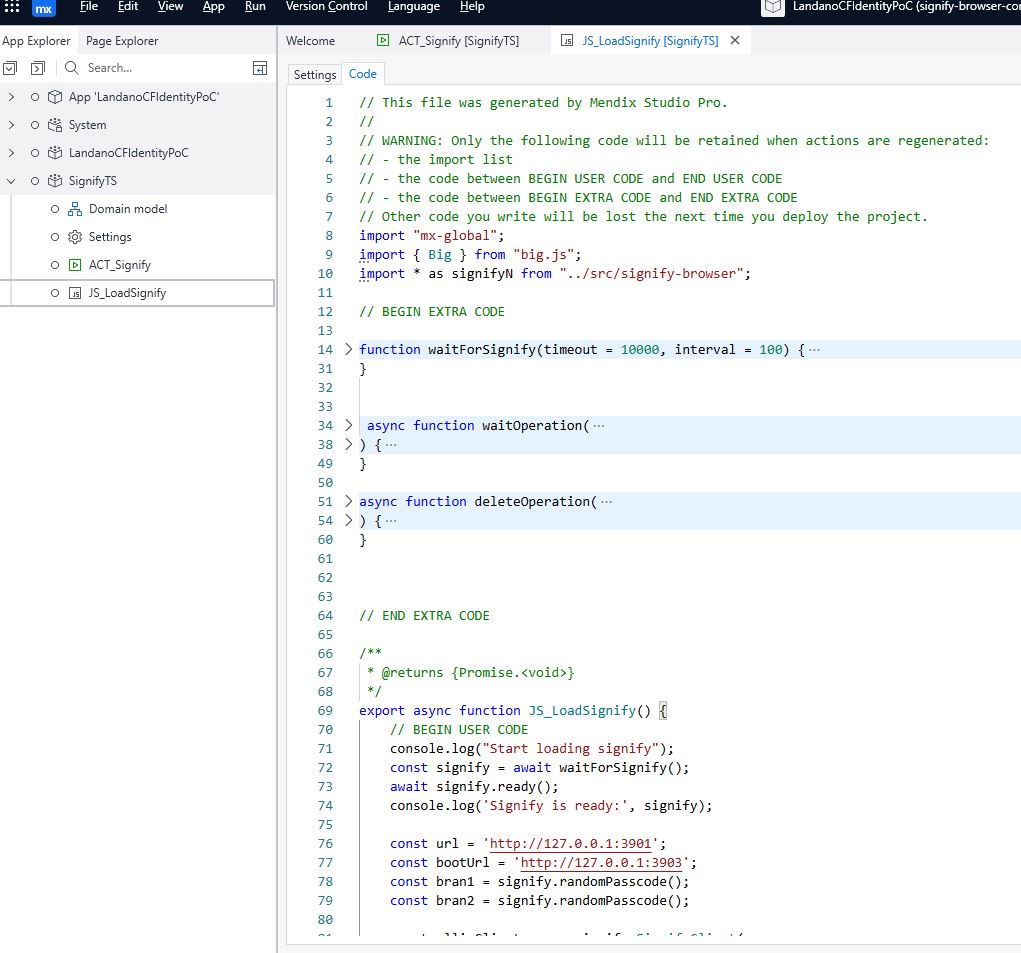 mx File Edit View App Run Version Control Language Help LandanoCFIdentityPoC (signify-browser-con
App Explorer Page Explorer
Search...
App 'LandanoCFIdentityPoC'
System
LandanoCFIdentityPoC
SignifyTS
Domain model
Settings
ACT_Signify
JS_LoadSignify
Welcome ACT_Signify [SignifyTS] JS_LoadSignify [SignifyTS]
Settings Code
1 // This file was generated by Mendix Studio Pro.
2 //
3 // WARNING: Only the following code will be retained when actions are regenerated:
4 // - the import list
5 // - the code between BEGIN USER CODE and END USER CODE
6 // - the code between BEGIN EXTRA CODE and END EXTRA CODE
7 // Other code you write will be lost the next time you deploy the project.
8 import "mx-global";
9 import { Big } from "big.js";
10 import * as signifyN from "../src/signify-browser";
11
12 // BEGIN EXTRA CODE
13
14 function waitForSignify(timeout = 10000, interval = 100) { ...
31 }
32
33
34 async function waitOperation( ...
38 ) { ...
49 }
50
51 async function deleteOperation( ...
54 ) { ...
60 }
61
62
63
64 // END EXTRA CODE
65
66 /**
67 * @returns {Promise.<void>}
68 */
69 export async function JS_LoadSignify() {
70 // BEGIN USER CODE
71 console.log("Start loading signify");
72 const signify = await waitForSignify();
73 await signify.ready();
74 console.log('Signify is ready:', signify);
75
76 const url = 'http://127.0.0.1:3901';
77 const bootUrl = 'http://127.0.0.1:3903';
78 const bran1 = signify.randomPasscode();
79 const bran2 = signify.randomPasscode();
80